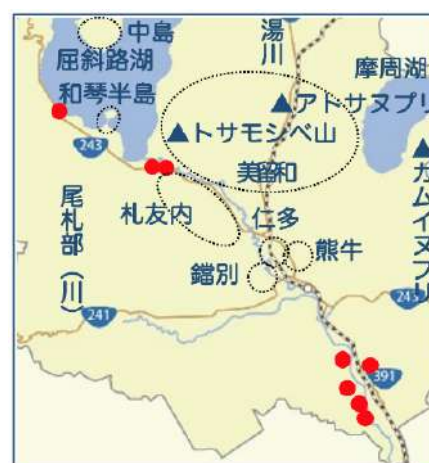 中島
湯川
屈斜路湖
和琴半島
摩周湖
▲アトサヌプリ
▲トサモシベ山
243
美留和
▲カムイヌプリ
尾札部（川）
札友内
仁多
熊牛
鐺別
243
241
391